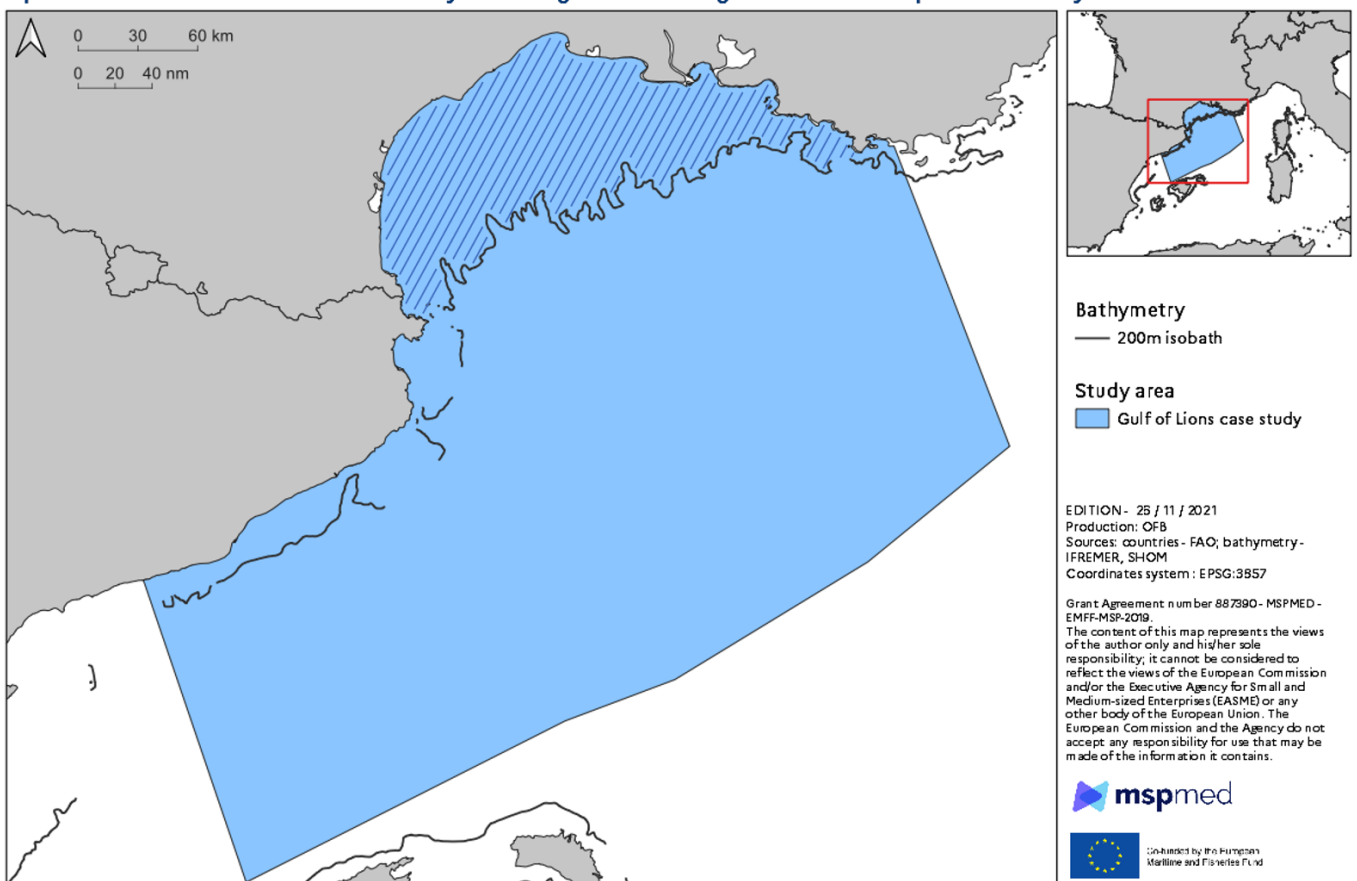 0 30 60 km
0 20 40 nm
Bathymetry
200m isobath
Study area
Gulf of Lions case study
EDITION - 26 / 11 / 2021
Production: OFB
Sources: countries - FAO; bathymetry -
IFREMER, SHOM
Coordinates system : EPSG:3857
Grant Agreement number 887390 - MSPMED -
EMFF-MSP-2019.
The content of this map represents the views
of the author only and his/her sole
responsibility; it cannot be considered to
reflect the views of the European Commission
and/or the Executive Agency for Small and
Medium-sized Enterprises (EASME) or any
other body of the European Union. The
European Commission and the Agency do not
accept any responsibility for use that may be
made of the information it contains.
mspmed
Co-funded by the European
Maritime and Fisheries Fund